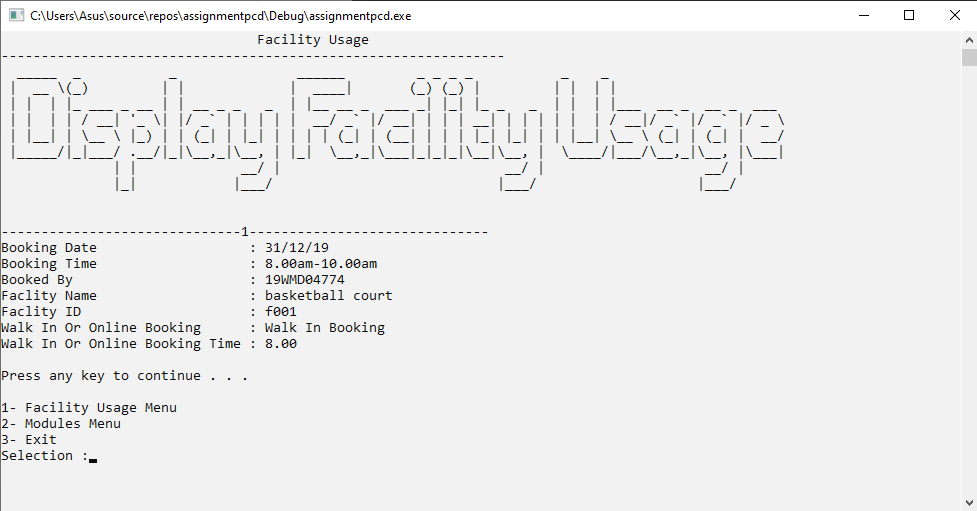 C:\Users\Asus\source\repos\assignmentpcd\Debug\assignmentpcd.exe
Facility Usage
---------------------------------------------------------------
Display Faciity Usage
------------------------------1------------------------------
Booking Date : 31/12/19
Booking Time : 8.00am-10.00am
Booked By : 19WMD04774
Faclity Name : basketball court
Faclity ID : f001
Walk In Or Online Booking : Walk In Booking
Walk In Or Online Booking Time : 8.00
Press any key to continue . . .
1- Facility Usage Menu
2- Modules Menu
3- Exit
Selection :